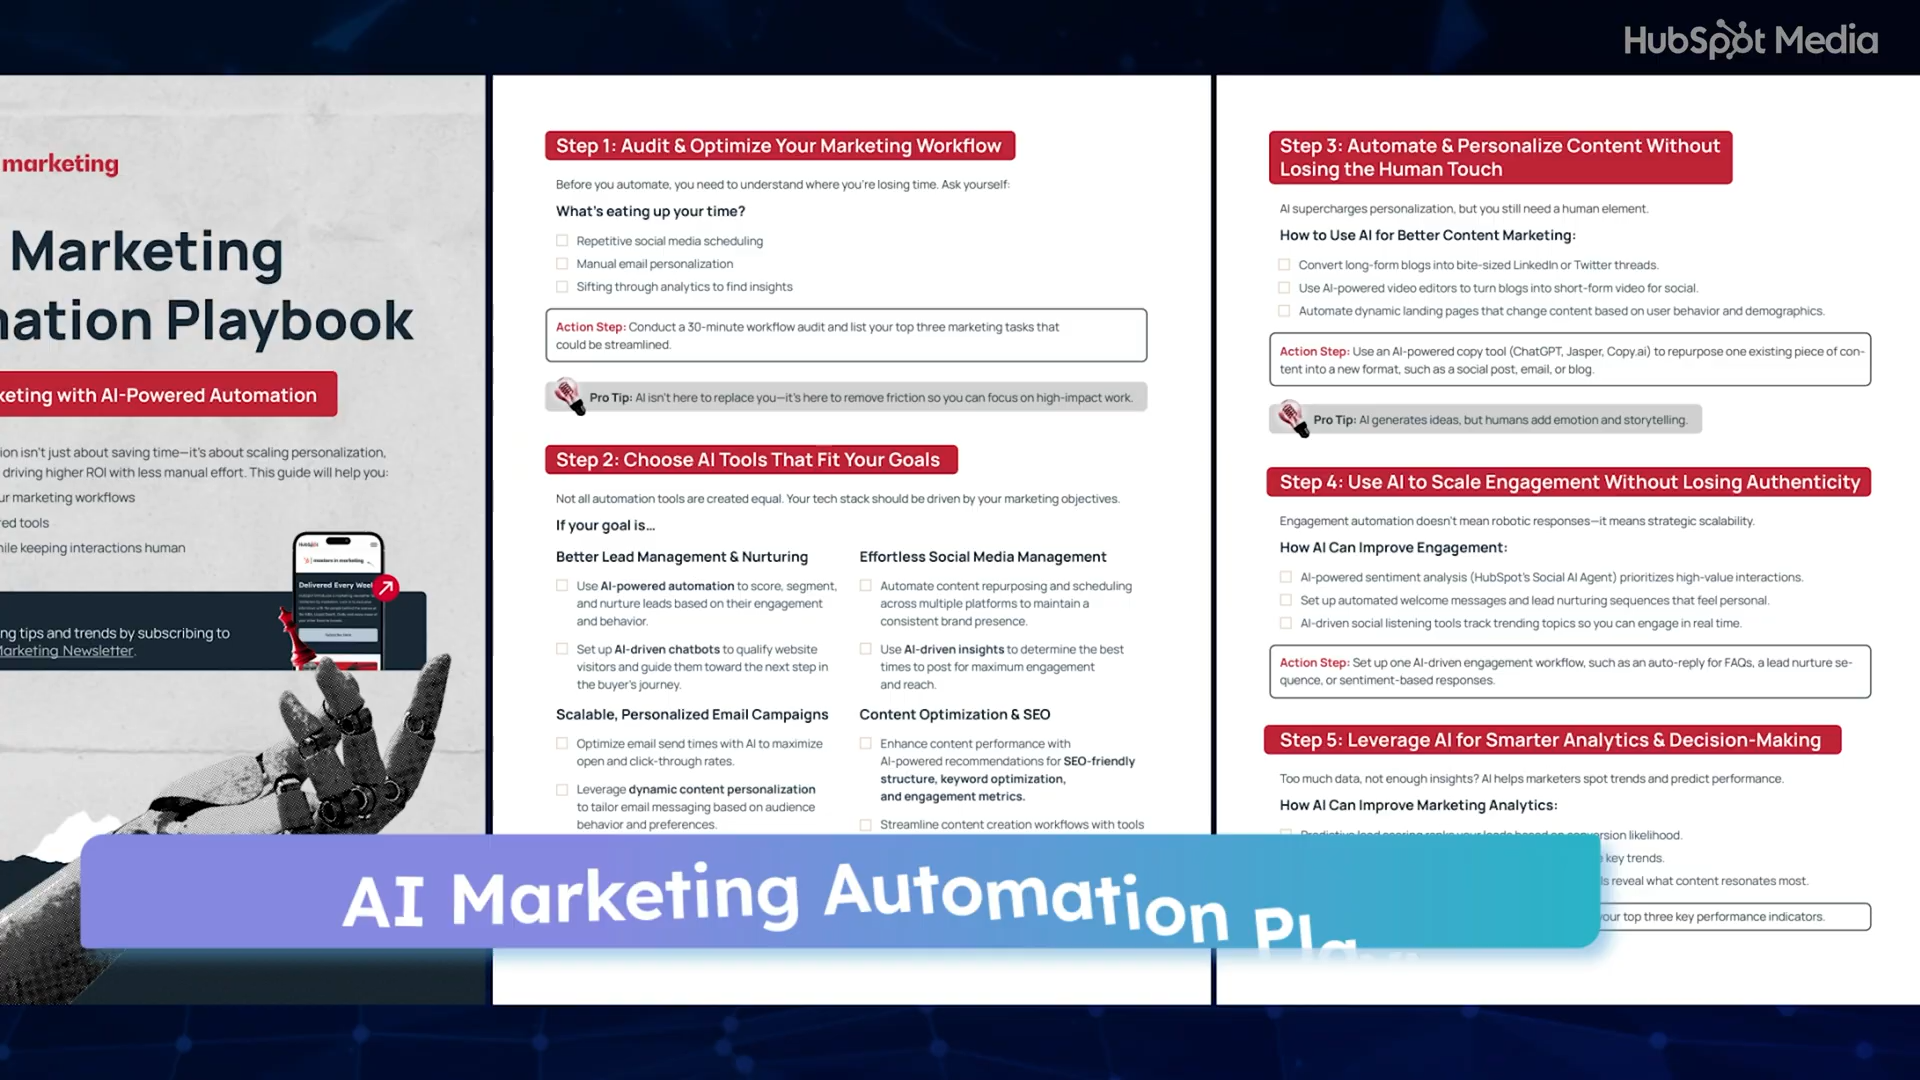 HubSpot Media
marketing
Marketing
Playbook
with AI-Powered Automation
isn't just about saving time—it's about scaling personalization,
driving higher ROI with less manual effort. This guide will help you:
marketing workflows
tools
keeping interactions human
HubSpot
masters in marketing
Delivered Every Week
tips and trends by subscribing to
Marketing Newsletter.
Step 1: Audit & Optimize Your Marketing Workflow
Before you automate, you need to understand where you're losing time. Ask yourself:
What's eating up your time?
Repetitive social media scheduling
Manual email personalization
Sifting through analytics to find insights
Action Step: Conduct a 30-minute workflow audit and list your top three marketing tasks that
could be streamlined.
Pro Tip: AI isn't here to replace you—it's here to remove friction so you can focus on high-impact work.
Step 2: Choose AI Tools That Fit Your Goals
Not all automation tools are created equal. Your tech stack should be driven by your marketing objectives.
If your goal is...
Better Lead Management & Nurturing
Use AI-powered automation to score, segment,
and nurture leads based on their engagement
and behavior.
Set up AI-driven chatbots to qualify website
visitors and guide them toward the next step in
the buyer's journey.
Scalable, Personalized Email Campaigns
Optimize email send times with AI to maximize
open and click-through rates.
Leverage dynamic content personalization
to tailor email messaging based on audience
behavior and preferences.
Effortless Social Media Management
Automate content repurposing and scheduling
across multiple platforms to maintain a
consistent brand presence.
Use AI-driven insights to determine the best
times to post for maximum engagement
and reach.
Content Optimization & SEO
Enhance content performance with
AI-powered recommendations for SEO-friendly
structure, keyword optimization,
and engagement metrics.
Streamline content creation workflows with tools
Step 3: Automate & Personalize Content Without
Losing the Human Touch
AI supercharges personalization, but you still need a human element.
How to Use AI for Better Content Marketing:
Convert long-form blogs into bite-sized LinkedIn or Twitter threads.
Use AI-powered video editors to turn blogs into short-form video for social.
Automate dynamic landing pages that change content based on user behavior and demographics.
Action Step: Use an AI-powered copy tool (ChatGPT, Jasper, Copy.ai) to repurpose one existing piece of con-
tent into a new format, such as a social post, email, or blog.
Pro Tip: AI generates ideas, but humans add emotion and storytelling.
Step 4: Use AI to Scale Engagement Without Losing Authenticity
Engagement automation doesn't mean robotic responses—it means strategic scalability.
How AI Can Improve Engagement:
AI-powered sentiment analysis (HubSpot's Social AI Agent) prioritizes high-value interactions.
Set up automated welcome messages and lead nurturing sequences that feel personal.
AI-driven social listening tools track trending topics so you can engage in real time.
Action Step: Set up one AI-driven engagement workflow, such as an auto-reply for FAQs, a lead nurture se-
quence, or sentiment-based responses.
Step 5: Leverage AI for Smarter Analytics & Decision-Making
Too much data, not enough insights? AI helps marketers spot trends and predict performance.
How AI Can Improve Marketing Analytics:
Predictive lead scoring ranks your leads based on conversion likelihood.
key trends.
reveal what content resonates most.
your top three key performance indicators.
AI Marketing Automation